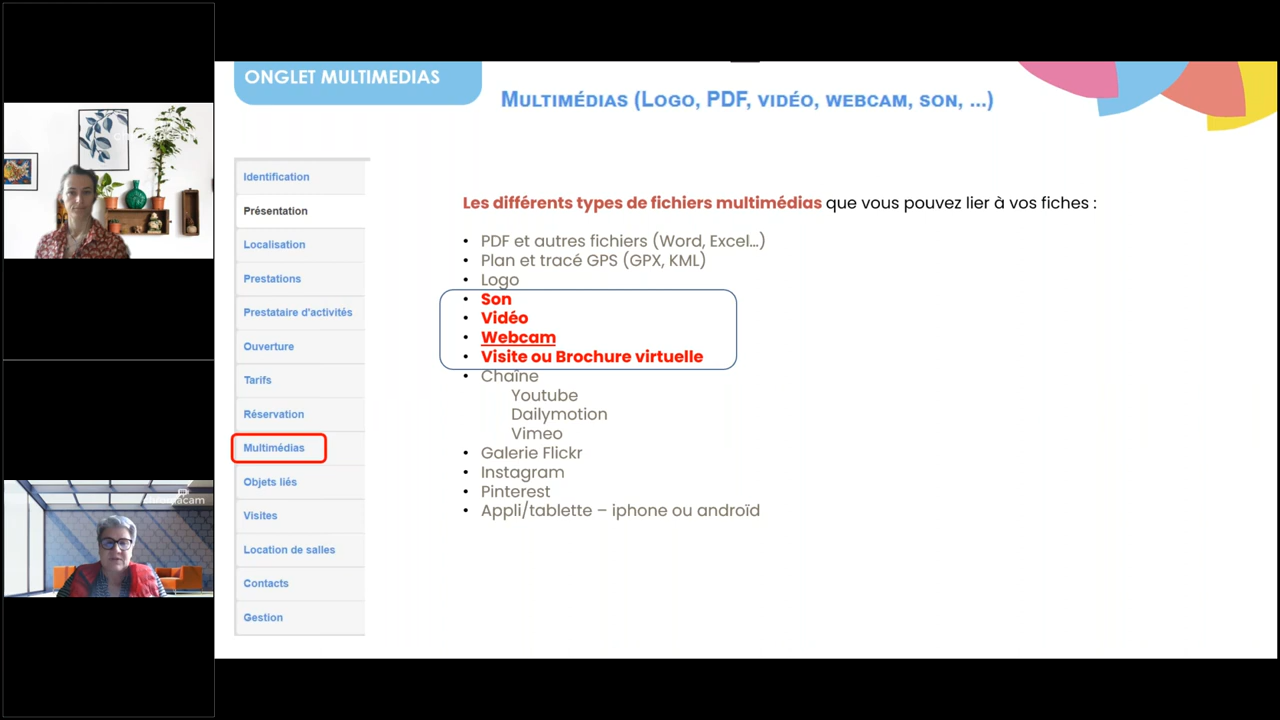 ONGLET MULTIMEDIAS
Multimédias (Logo, PDF, vidéo, webcam, son, ...)
Identification
Présentation
Localisation
Prestations
Prestataire d'activités
Ouverture
Tarifs
Réservation
Multimédias
Objets liés
Visites
Location de salles
Contacts
Gestion
Les différents types de fichiers multimédias que vous pouvez lier à vos fiches :
• PDF et autres fichiers (Word, Excel...)
• Plan et tracé GPS (GPX, KML)
• Logo
• Son
• Vidéo
• Webcam
• Visite ou Brochure virtuelle
• Chaîne
Youtube
Dailymotion
Vimeo
• Galerie Flickr
• Instagram
• Pinterest
• Appli/tablette – iphone ou androïd